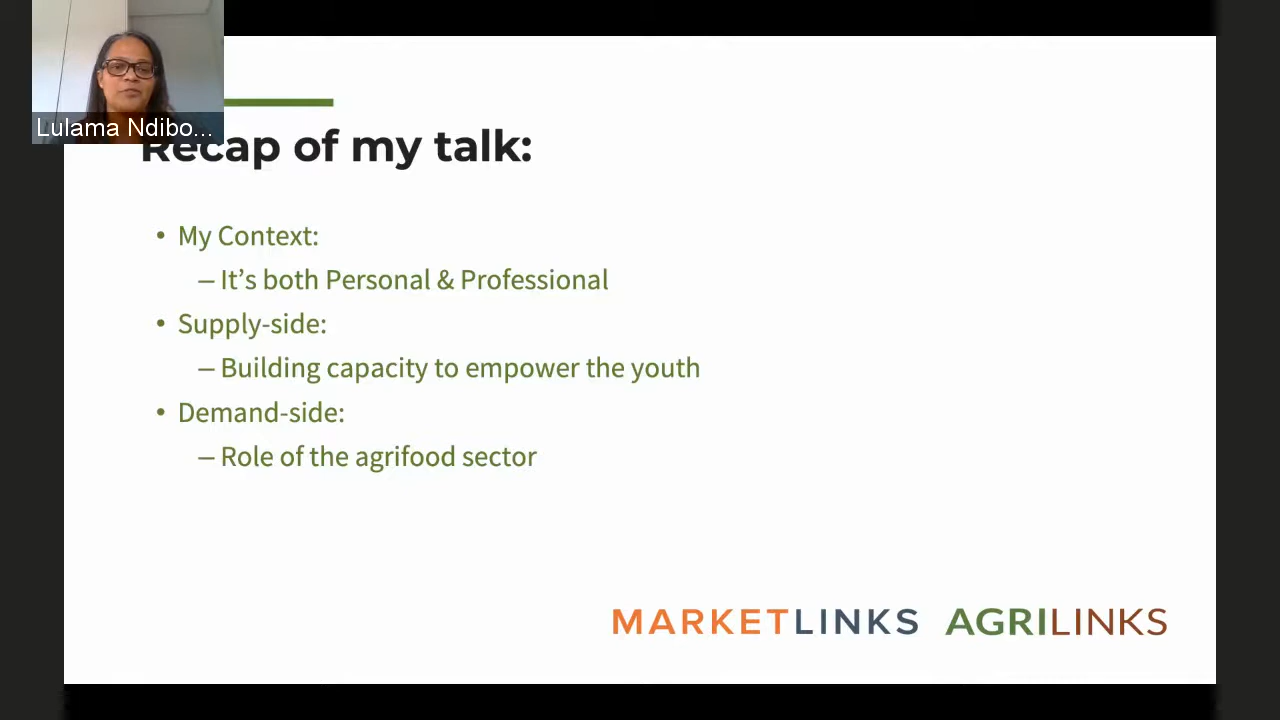 Lulama Ndibo...
Recap of my talk:
• My Context:
– It's both Personal & Professional
• Supply-side:
– Building capacity to empower the youth
• Demand-side:
– Role of the agrifood sector
MARKETLINKS AGRILINKS